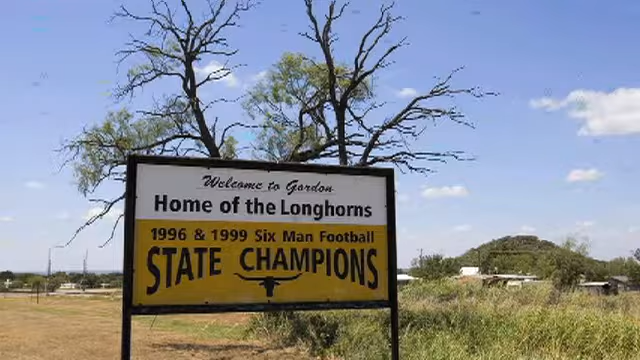 Welcome to Gordon
Home of the Longhorns
1996 & 1999 Six Man Football
STATE CHAMPIONS